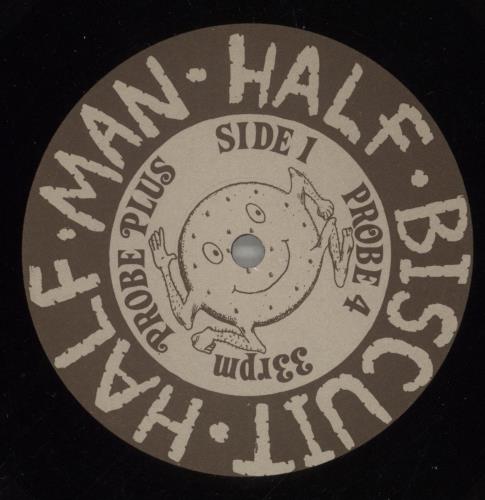 HALF · MAN · HALF · BISCUIT ·
SIDE 1
PROBE PLUS
PROBE 4
33rpm